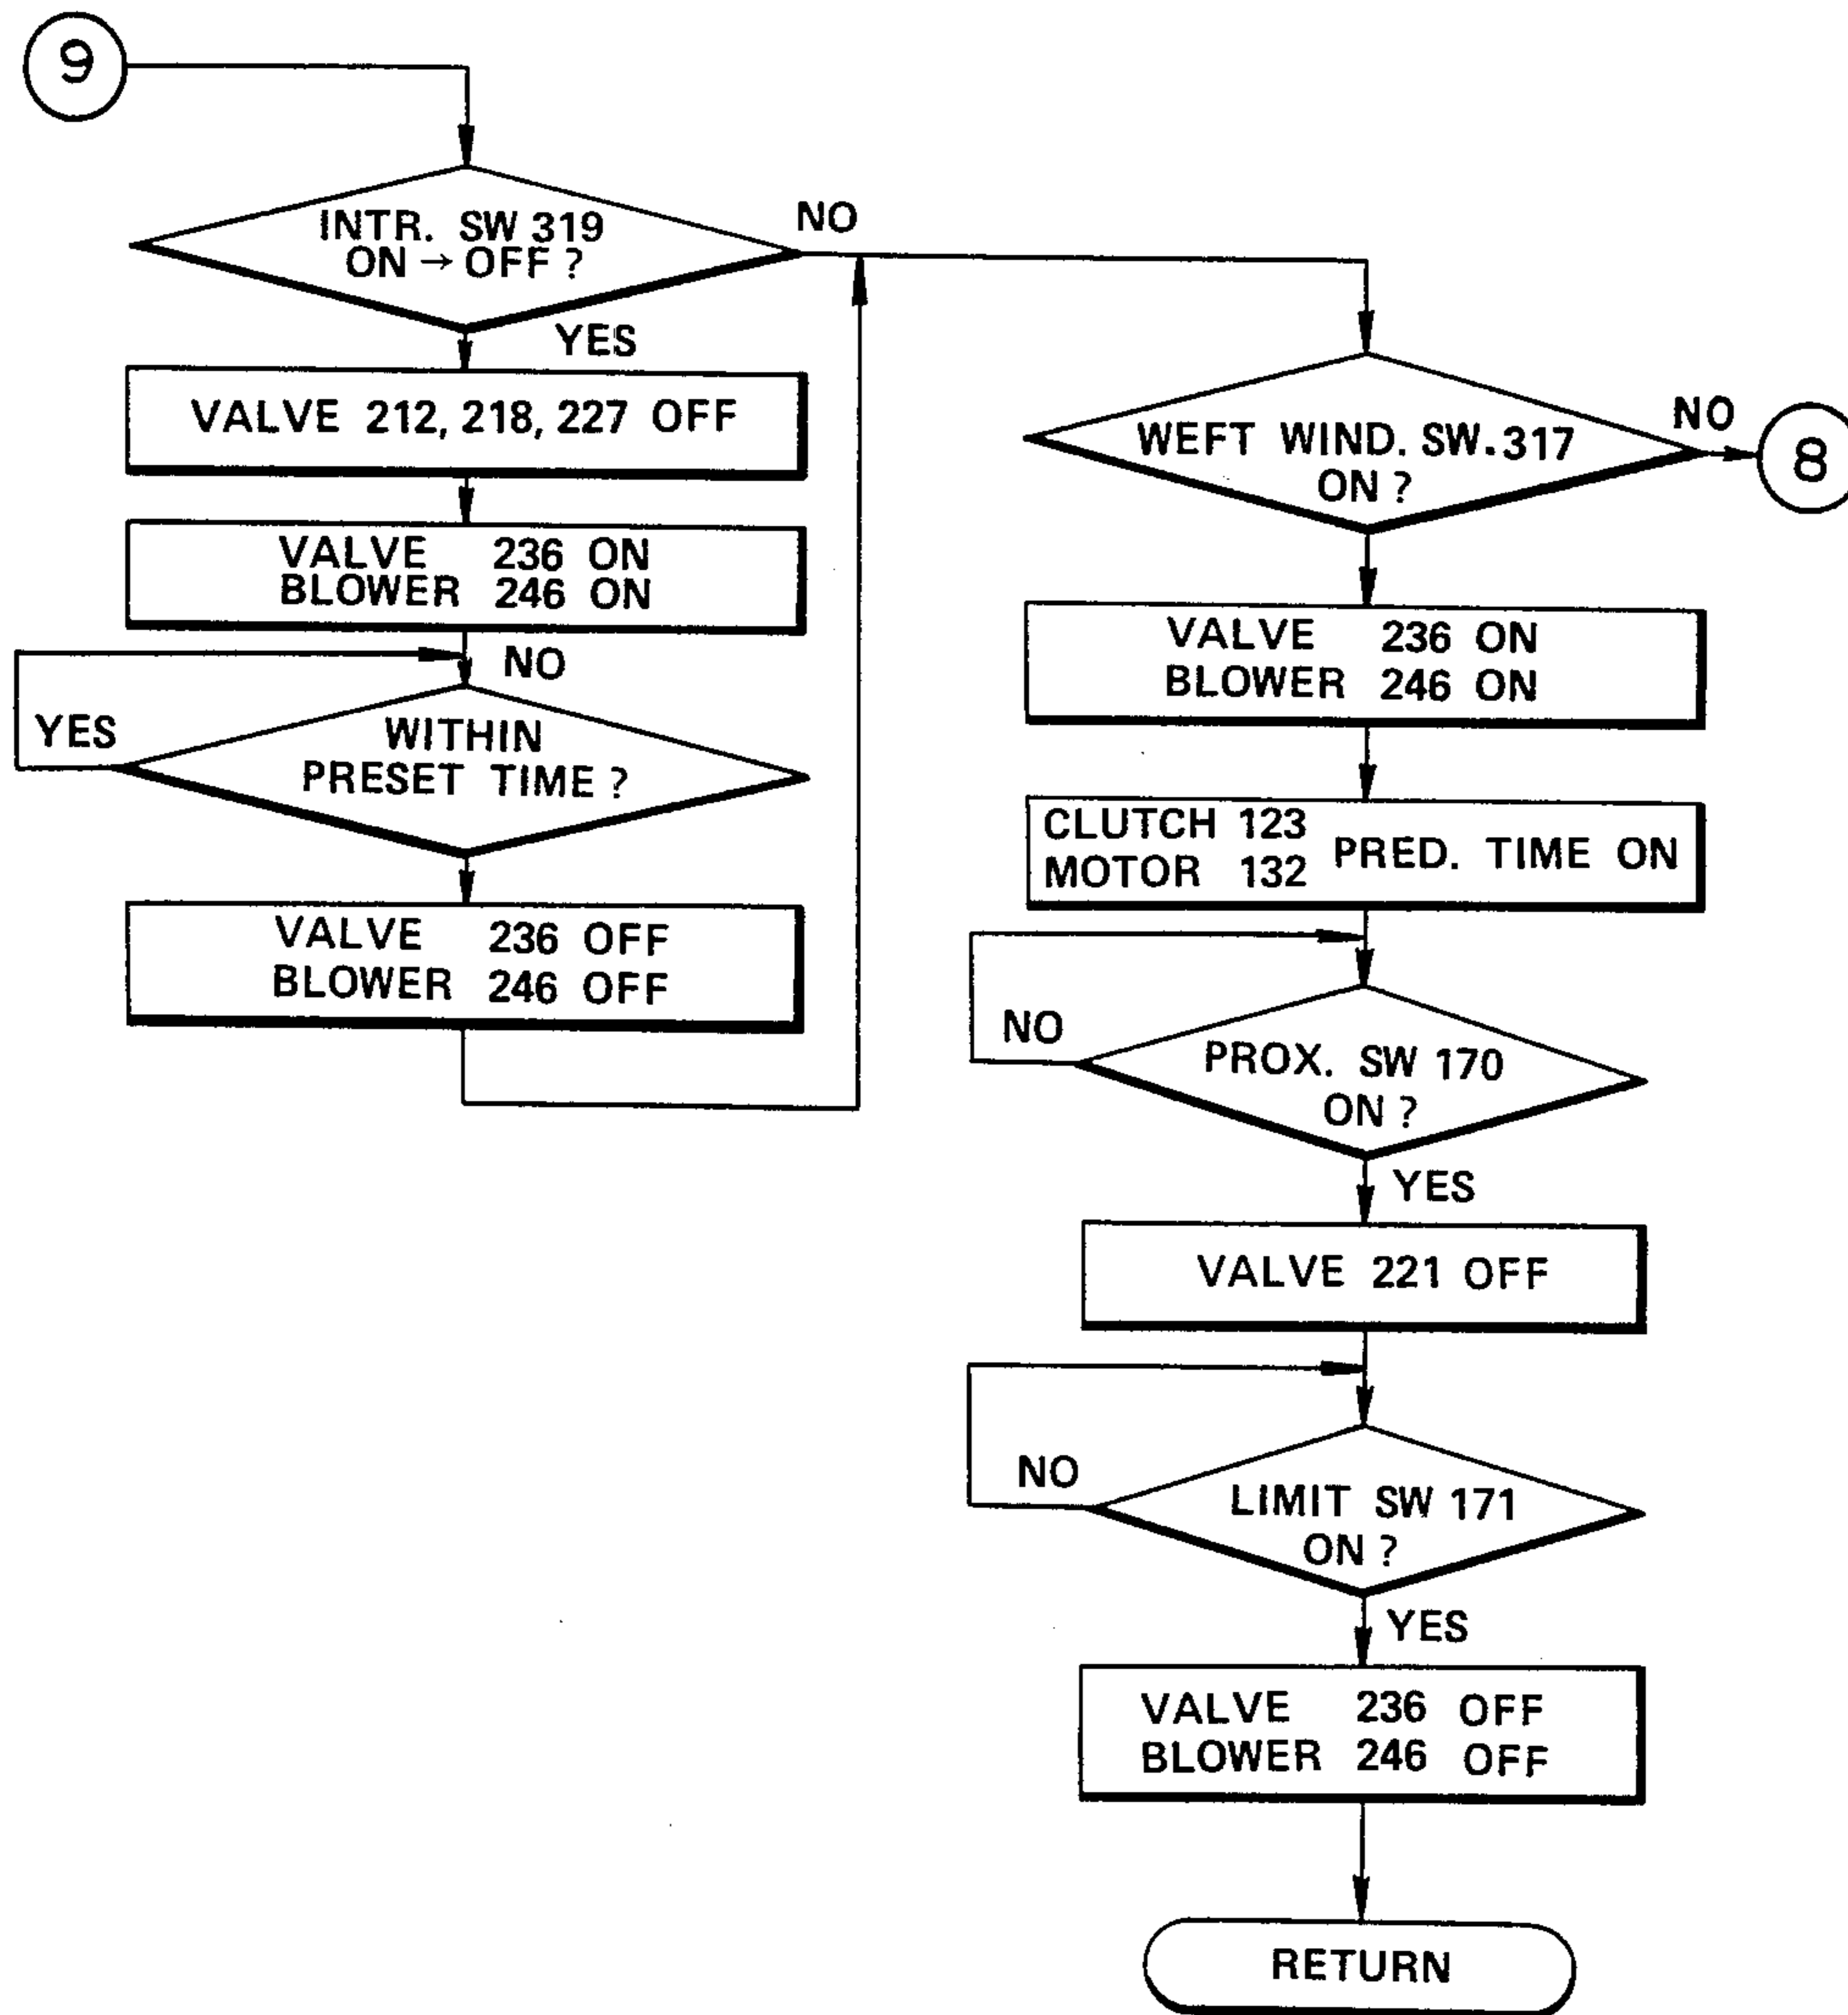 9
INTR. SW 319
ON → OFF ?
NO
YES
VALVE 212, 218, 227 OFF
VALVE 236 ON
BLOWER 246 ON
NO
YES
WITHIN
PRESET TIME ?
VALVE 236 OFF
BLOWER 246 OFF
WEFT WIND. SW. 317
ON ?
NO
8
VALVE 236 ON
BLOWER 246 ON
CLUTCH 123
MOTOR 132
PRED. TIME ON
NO
PROX. SW 170
ON ?
YES
VALVE 221 OFF
NO
LIMIT SW 171
ON ?
YES
VALVE 236 OFF
BLOWER 246 OFF
RETURN